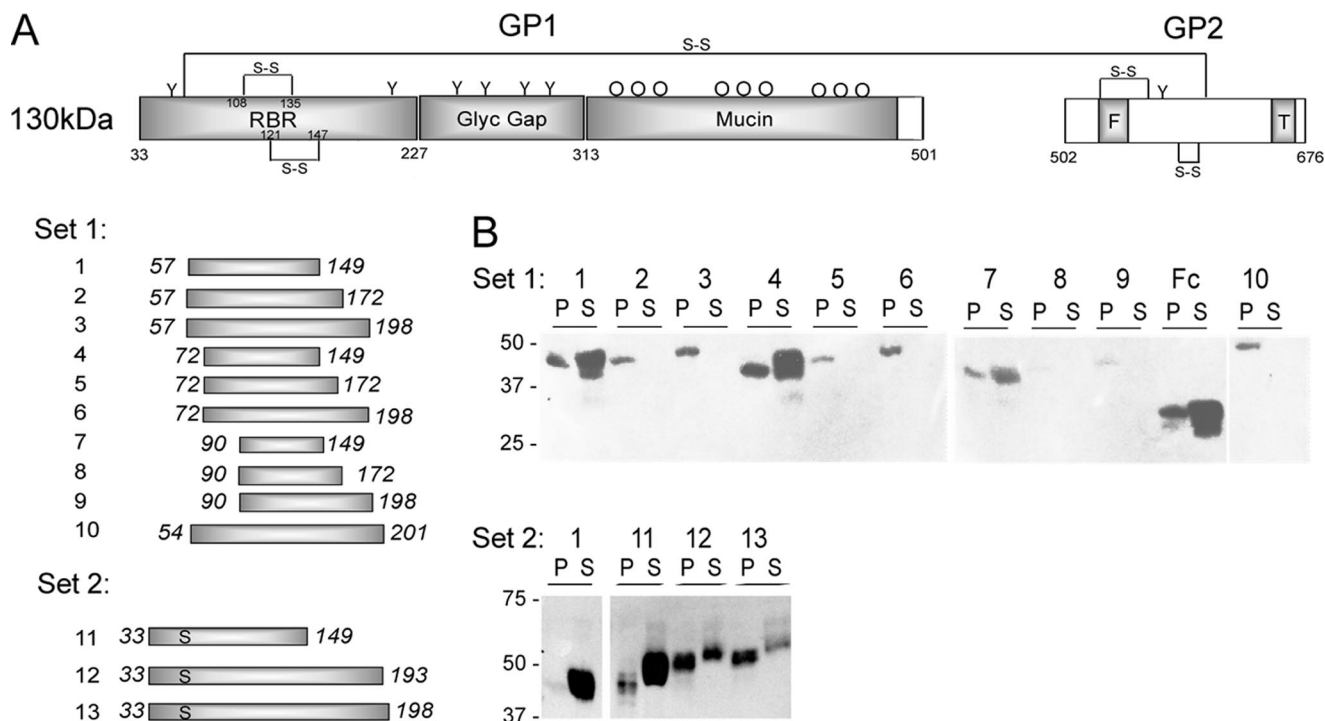 A
GP1
GP2
S-S
Y
S-S
Y
Y Y Y Y
O O O O O O O O O
S-S
Y
130kDa
108
135
RBR
121
147
S-S
Glyc Gap
Mucin
F
T
S-S
33
227
313
501
502
676
Set 1:
1
57
149
2
57
172
3
57
198
4
72
149
5
72
172
6
72
198
7
90
149
8
90
172
9
90
198
10
54
201
Set 2:
11
33
S
149
12
33
S
193
13
33
S
198
B
Set 1: 1 2 3 4 5 6 7 8 9 Fc 10
P S P S P S P S P S P S P S P S P S P S P S
50 -
37 -
25 -
Set 2: 1 11 12 13
P S P S P S P S
75 -
50 -
37 -